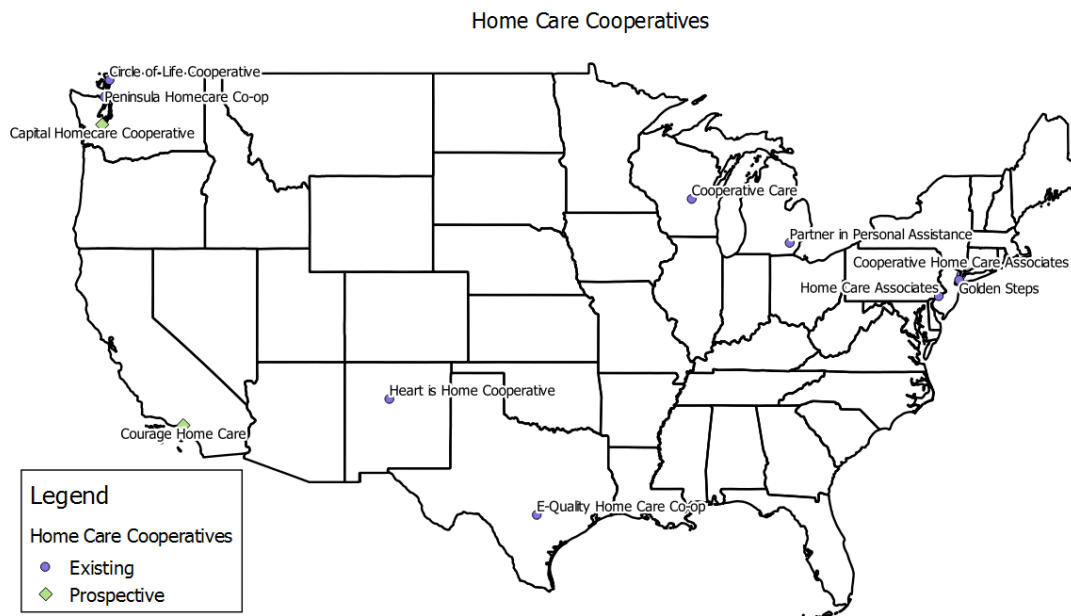 Home Care Cooperatives
Circle of Life Cooperative
Peninsula Homecare Co-op
Capital Homecare Cooperative
Cooperative Care
Partner in Personal Assistance
Cooperative Home Care Associates
Home Care Associates
Golden Steps
Heart is Home Cooperative
Courage Home Care
E-Quality Home Care Co-op
Legend
Home Care Cooperatives
Existing
Prospective